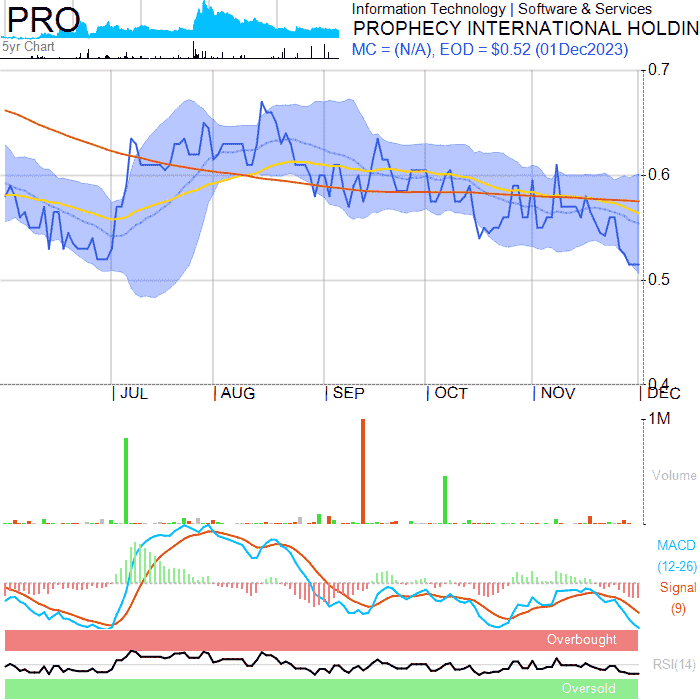 PRO
5yr Chart
Information Technology | Software & Services
PROPHECY INTERNATIONAL HOLDIN
MC = (N/A), EOD = $0.52 (01Dec2023)
0.7
0.6
0.5
0.4
JUL
AUG
SEP
OCT
NOV
DEC
1M
Volume
MACD
(12-26)
Signal
(9)
Overbought
RSI(14)
Oversold